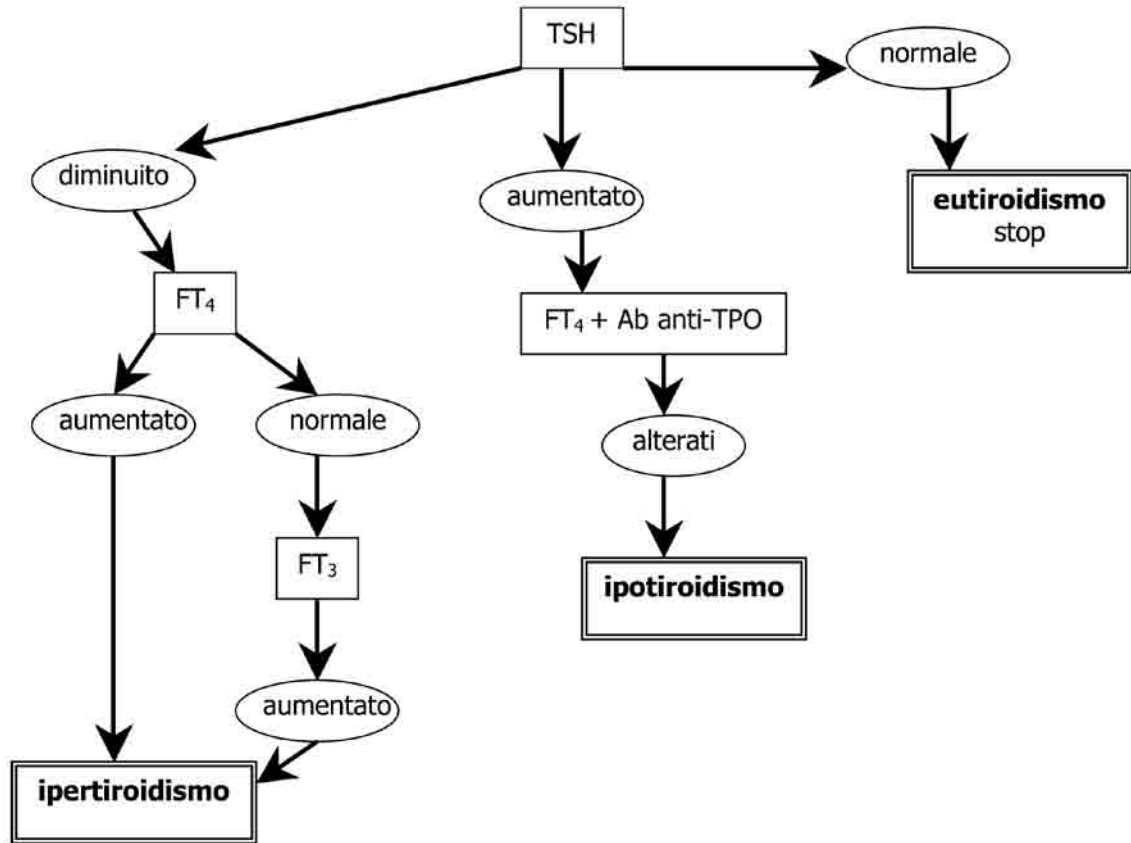 TSH
normale
diminuito
aumentato
eutiroidismo
stop
FT₄
FT₄ + Ab anti-TPO
aumentato
normale
alterati
FT₃
ipotiroidismo
aumentato
ipertiroidismo